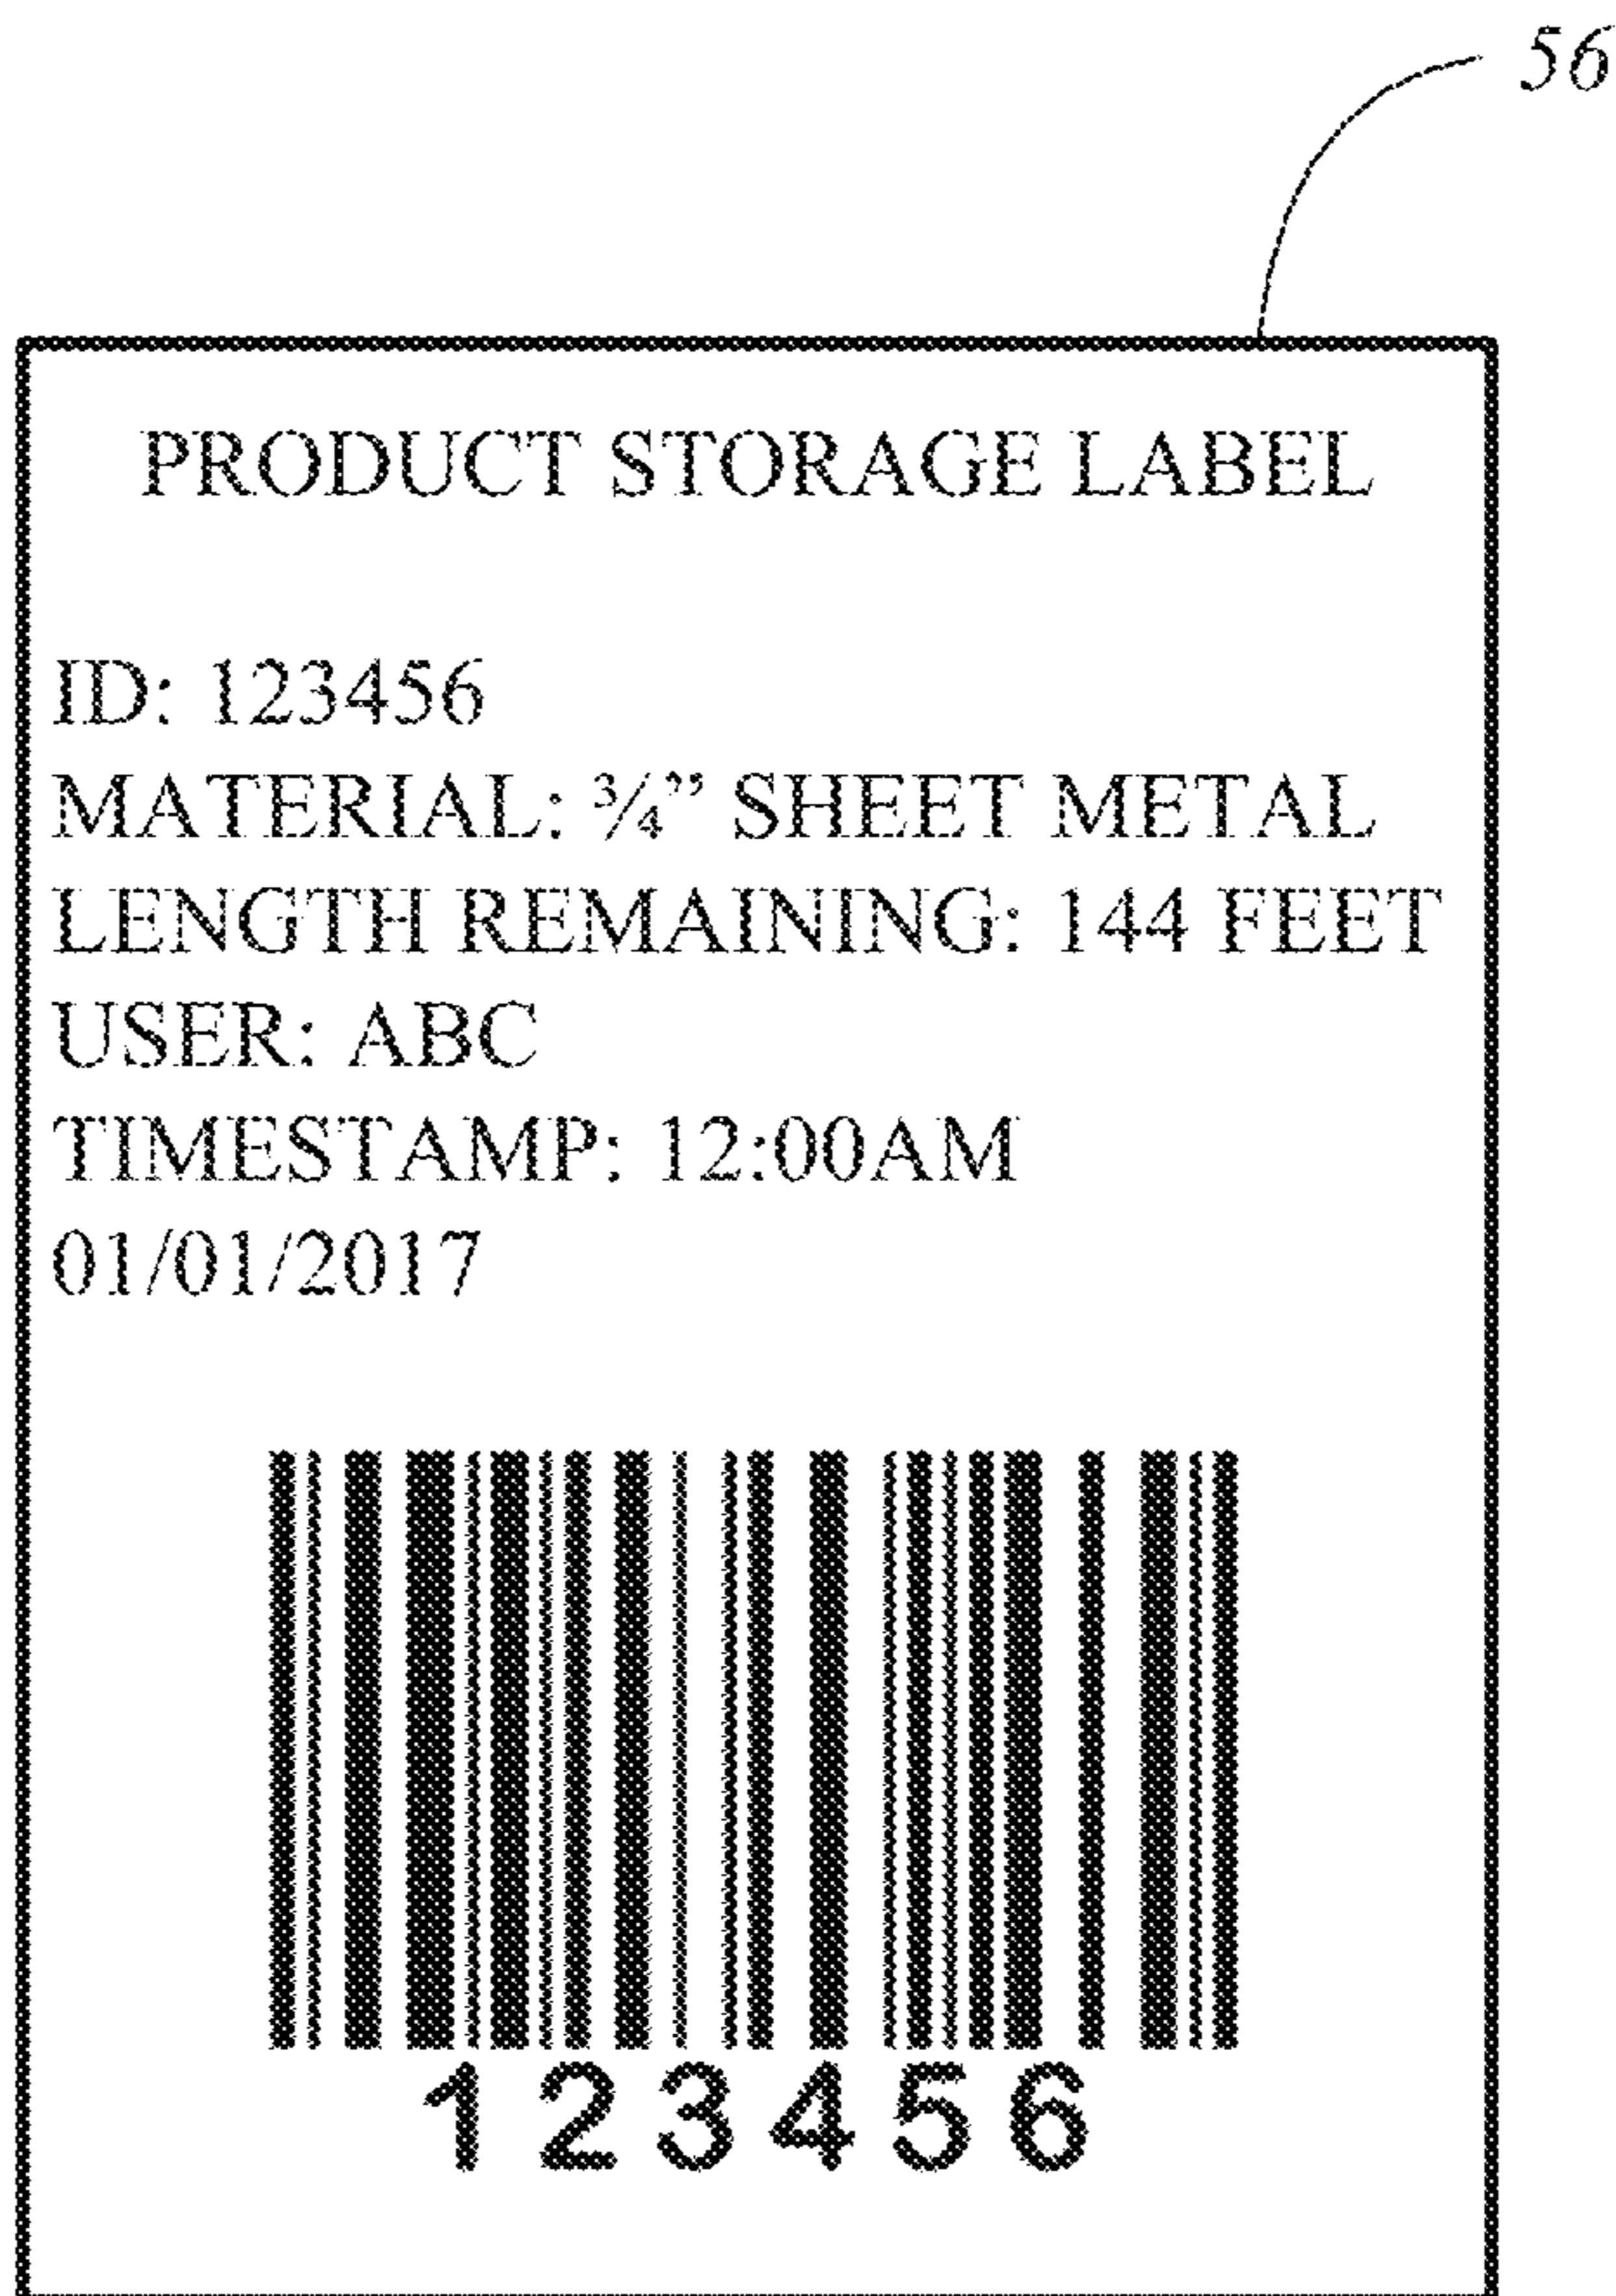 56
PRODUCT STORAGE LABEL
ID: 123456
MATERIAL: ¾” SHEET METAL
LENGTH REMAINING: 144 FEET
USER: ABC
TIMESTAMP: 12:00AM
01/01/2017
123456